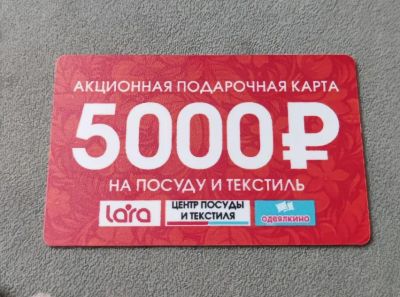 АКЦИОННАЯ ПОДАРОЧНАЯ КАРТА
5000₽
НА ПОСУДУ И ТЕКСТИЛЬ
lara
ЦЕНТР ПОСУДЫ
И ТЕКСТИЛЯ
одеялкино